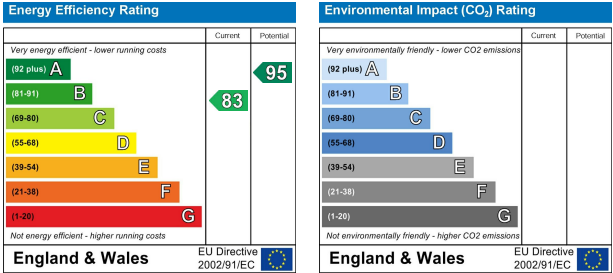 Energy Efficiency Rating
Current Potential
Very energy efficient - lower running costs
(92 plus) A
(81-91) B
(69-80) C
(55-68) D
(39-54) E
(21-38) F
(1-20) G
83
95
Not energy efficient - higher running costs
England & Wales
EU Directive
2002/91/EC
Environmental Impact (CO₂) Rating
Current Potential
Very environmentally friendly - lower CO2 emissions
(92 plus) A
(81-91) B
(69-80) C
(55-68) D
(39-54) E
(21-38) F
(1-20) G
Not environmentally friendly - higher CO2 emissions
England & Wales
EU Directive
2002/91/EC